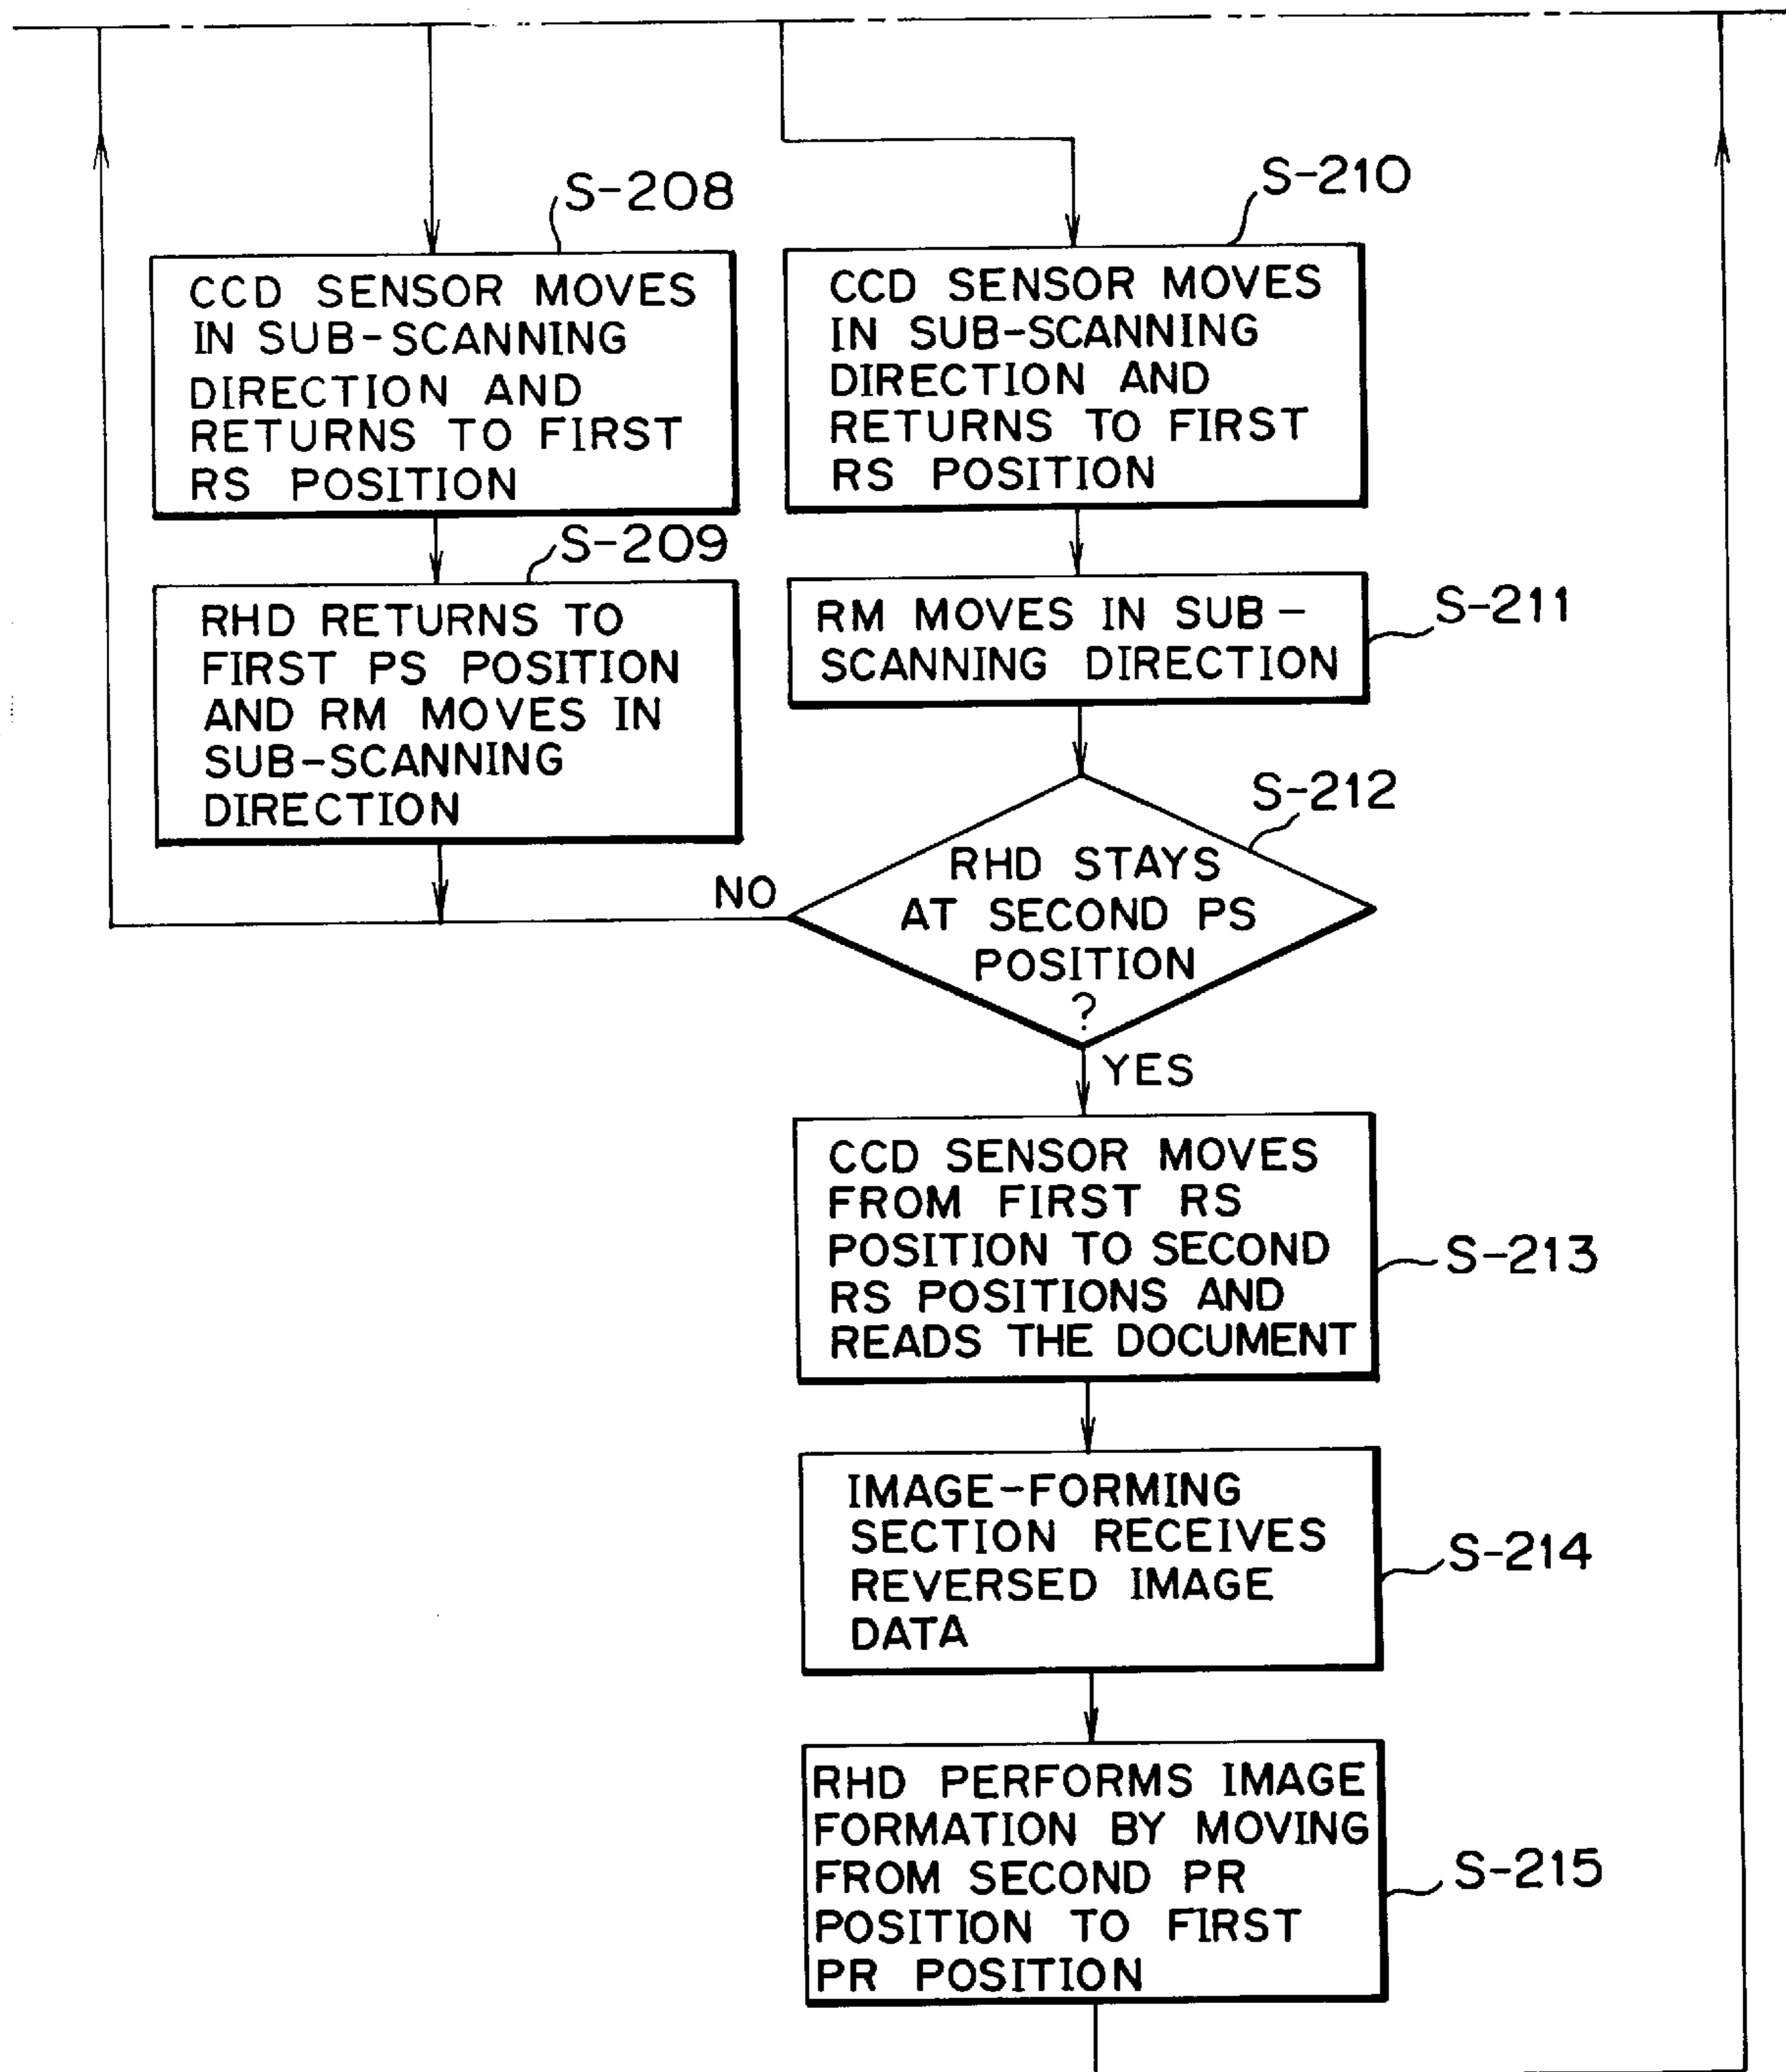 S-208
CCD SENSOR MOVES
IN SUB-SCANNING
DIRECTION AND
RETURNS TO FIRST
RS POSITION
S-209
RHD RETURNS TO
FIRST PS POSITION
AND RM MOVES IN
SUB-SCANNING
DIRECTION
S-210
CCD SENSOR MOVES
IN SUB-SCANNING
DIRECTION AND
RETURNS TO FIRST
RS POSITION
RM MOVES IN SUB-
SCANNING DIRECTION
S-211
S-212
RHD STAYS
AT SECOND PS
POSITION
?
NO
YES
CCD SENSOR MOVES
FROM FIRST RS
POSITION TO SECOND
RS POSITIONS AND
READS THE DOCUMENT
S-213
IMAGE-FORMING
SECTION RECEIVES
REVERSED IMAGE
DATA
S-214
RHD PERFORMS IMAGE
FORMATION BY MOVING
FROM SECOND PR
POSITION TO FIRST
PR POSITION
S-215